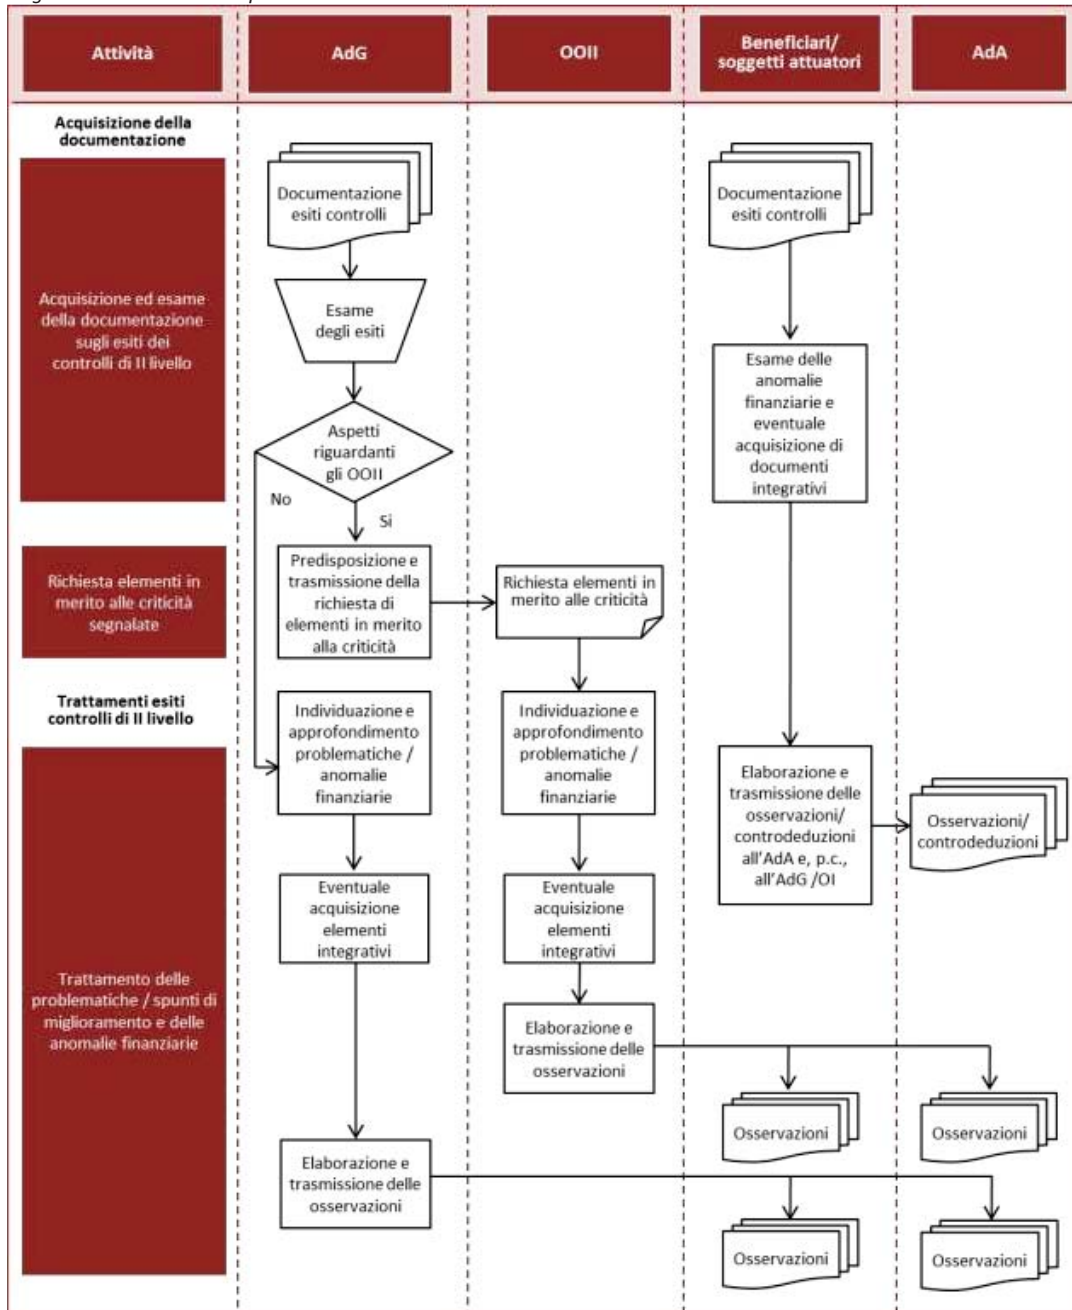 Attività
AdG
OOII
Beneficiari/
soggetti attuatori
AdA
Acquisizione della
documentazione
Acquisizione ed esame
della documentazione
sugli esiti dei
controlli di II livello
Documentazione
esiti controlli
Esame
degli esiti
Aspetti
riguardanti
gli OOII
No
Si
Documentazione
esiti controlli
Esame delle
anomalie
finanziarie e
eventuale
acquisizione di
documenti
integrativi
Richiesta elementi in
merito alle criticità
segnalate
Predisposizione e
trasmissione della
richiesta di
elementi in merito
alla criticità
Richiesta elementi in
merito alle criticità
Trattamenti esiti
controlli di II livello
Trattamento delle
problematiche / spunti di
miglioramento e delle
anomalie finanziarie
Individuazione e
approfondimento
problematiche /
anomalie
finanziarie
Individuazione e
approfondimento
problematiche /
anomalie
finanziarie
Elaborazione e
trasmissione delle
osservazioni/
controdeduzioni
all'AdA e, p.c.,
all'AdG /OI
Osservazioni/
controdeduzioni
Eventuale
acquisizione
elementi
integrativi
Eventuale
acquisizione
elementi
integrativi
Elaborazione e
trasmissione delle
osservazioni
Osservazioni
Osservazioni
Elaborazione e
trasmissione delle
osservazioni
Osservazioni
Osservazioni